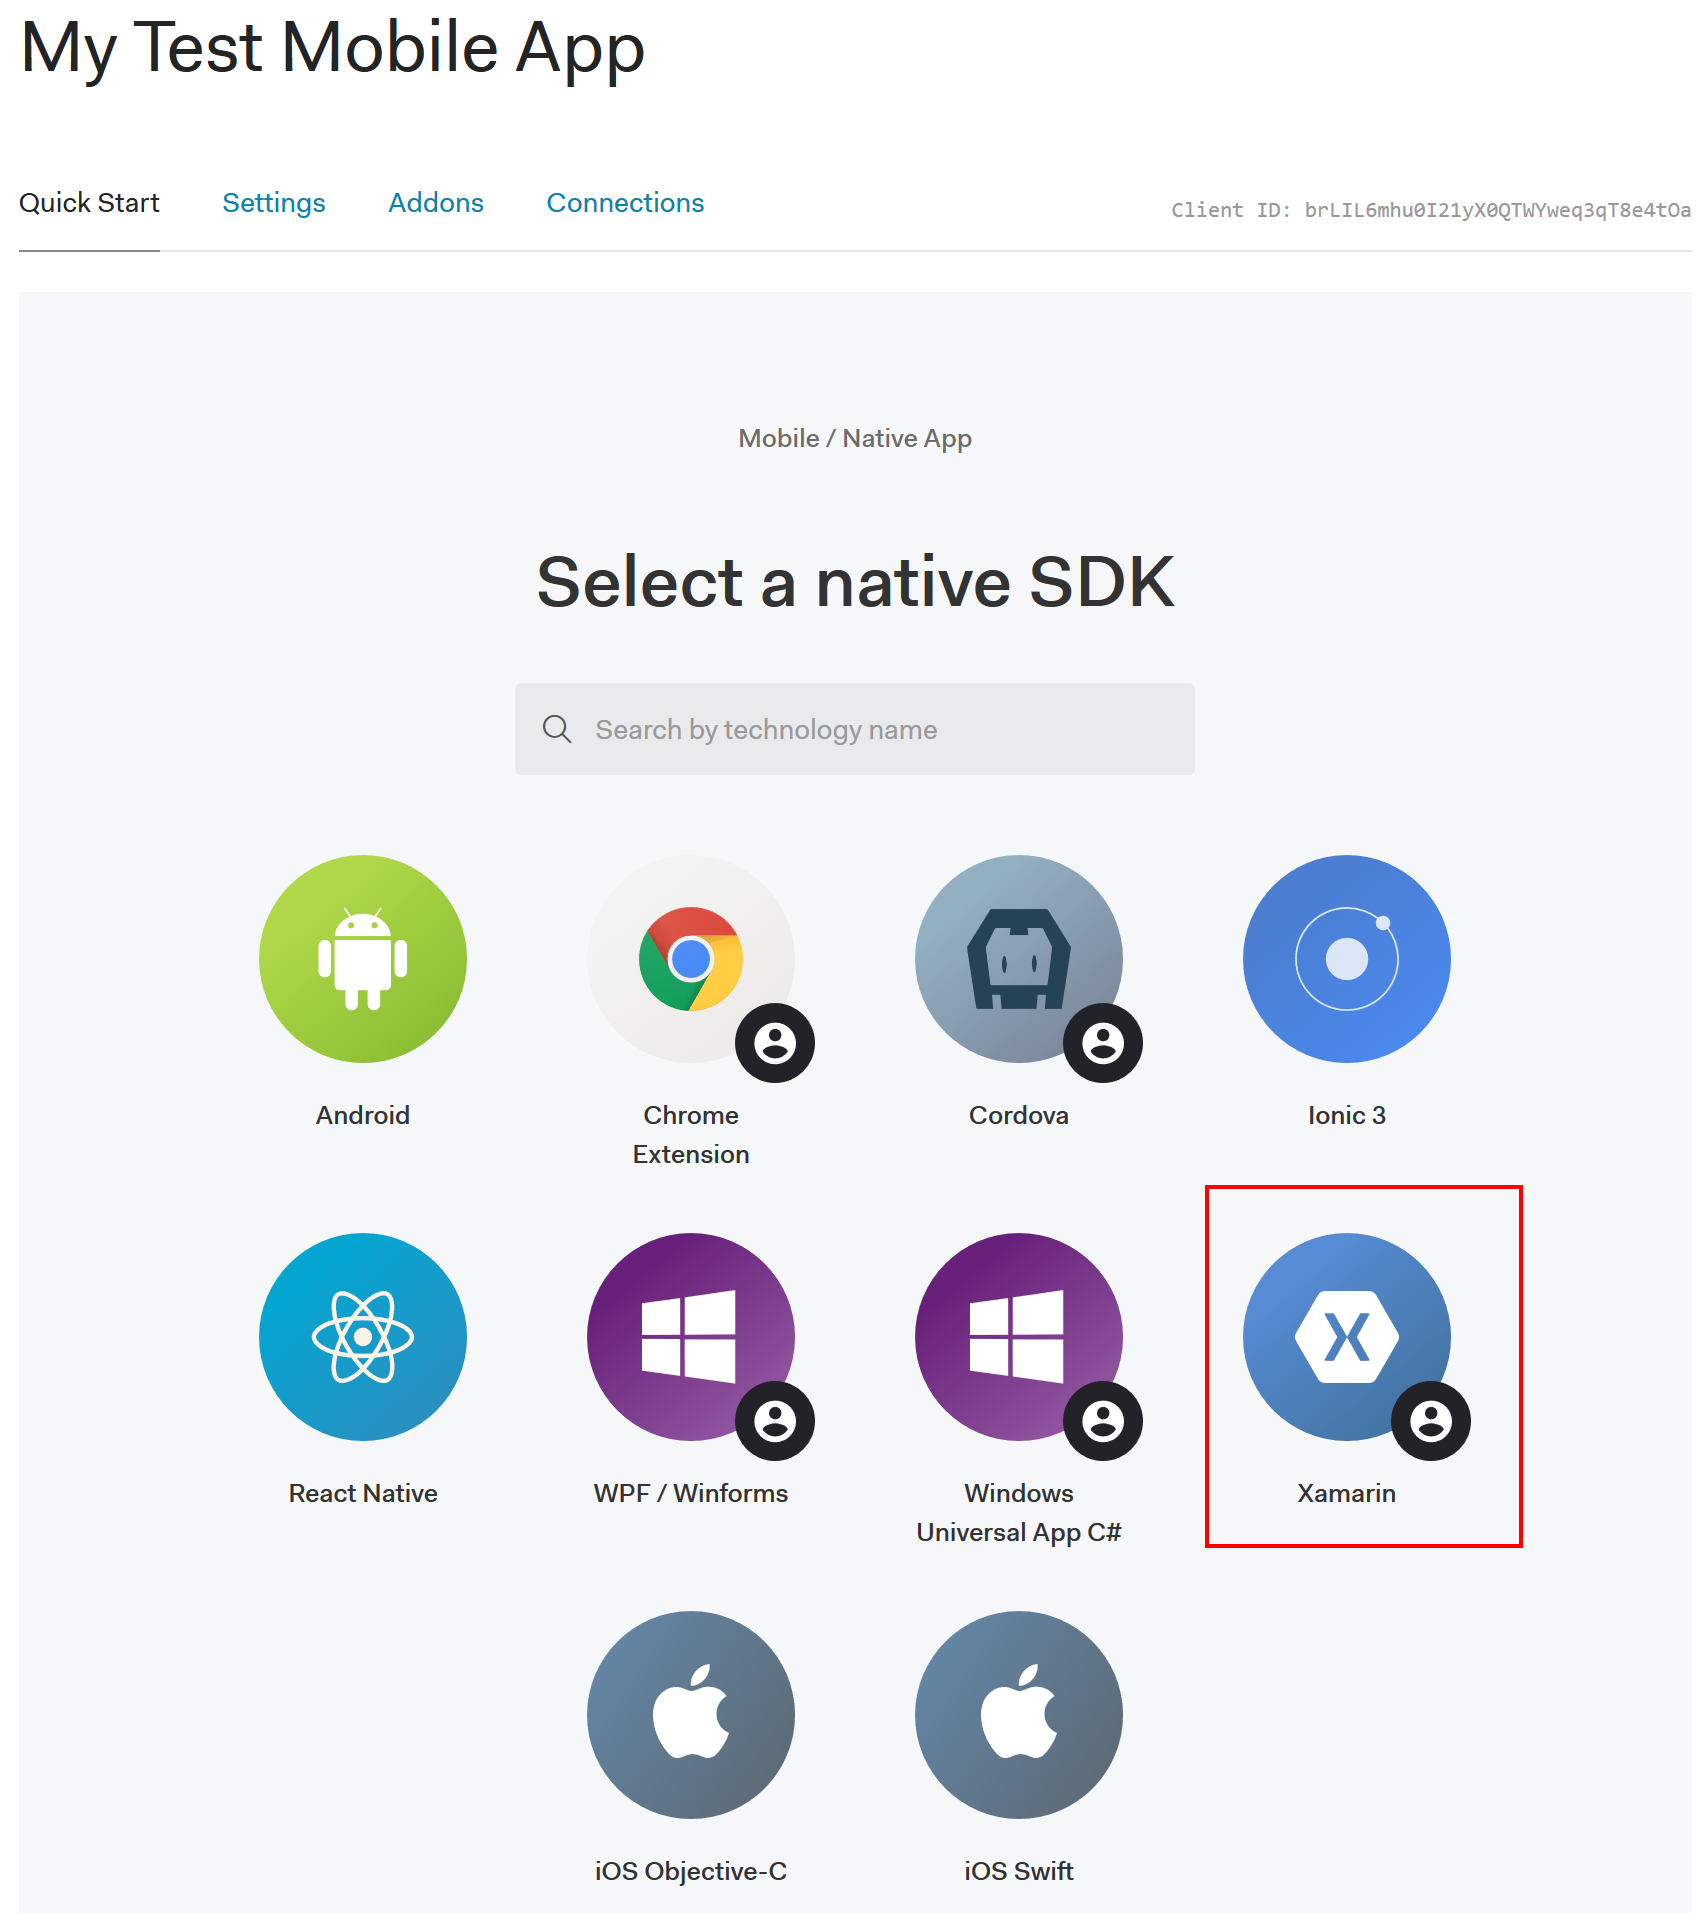 My Test Mobile App
Quick Start Settings Addons Connections Client ID: brLIL6mhu0I21yX0QTWYweq3qT8e4tOa
Mobile / Native App
Select a native SDK
Search by technology name
Android Chrome Extension Cordova Ionic 3
React Native WPF / Winforms Windows Universal App C# Xamarin
iOS Objective-C iOS Swift